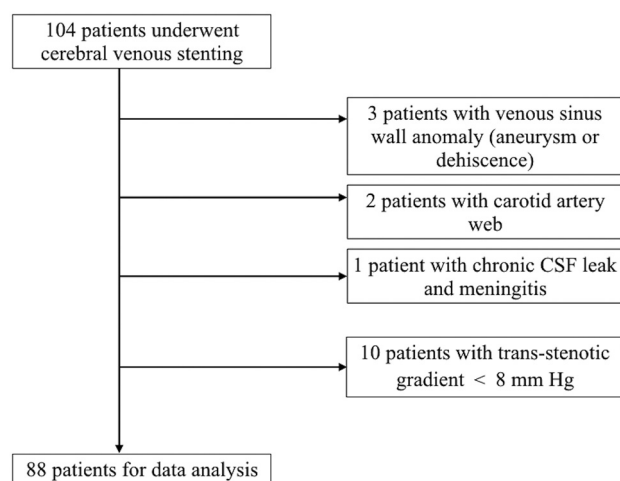 104 patients underwent
cerebral venous stenting
3 patients with venous sinus
wall anomaly (aneurysm or
dehiscence)
2 patients with carotid artery
web
1 patient with chronic CSF leak
and meningitis
10 patients with trans-stenotic
gradient < 8 mm Hg
88 patients for data analysis